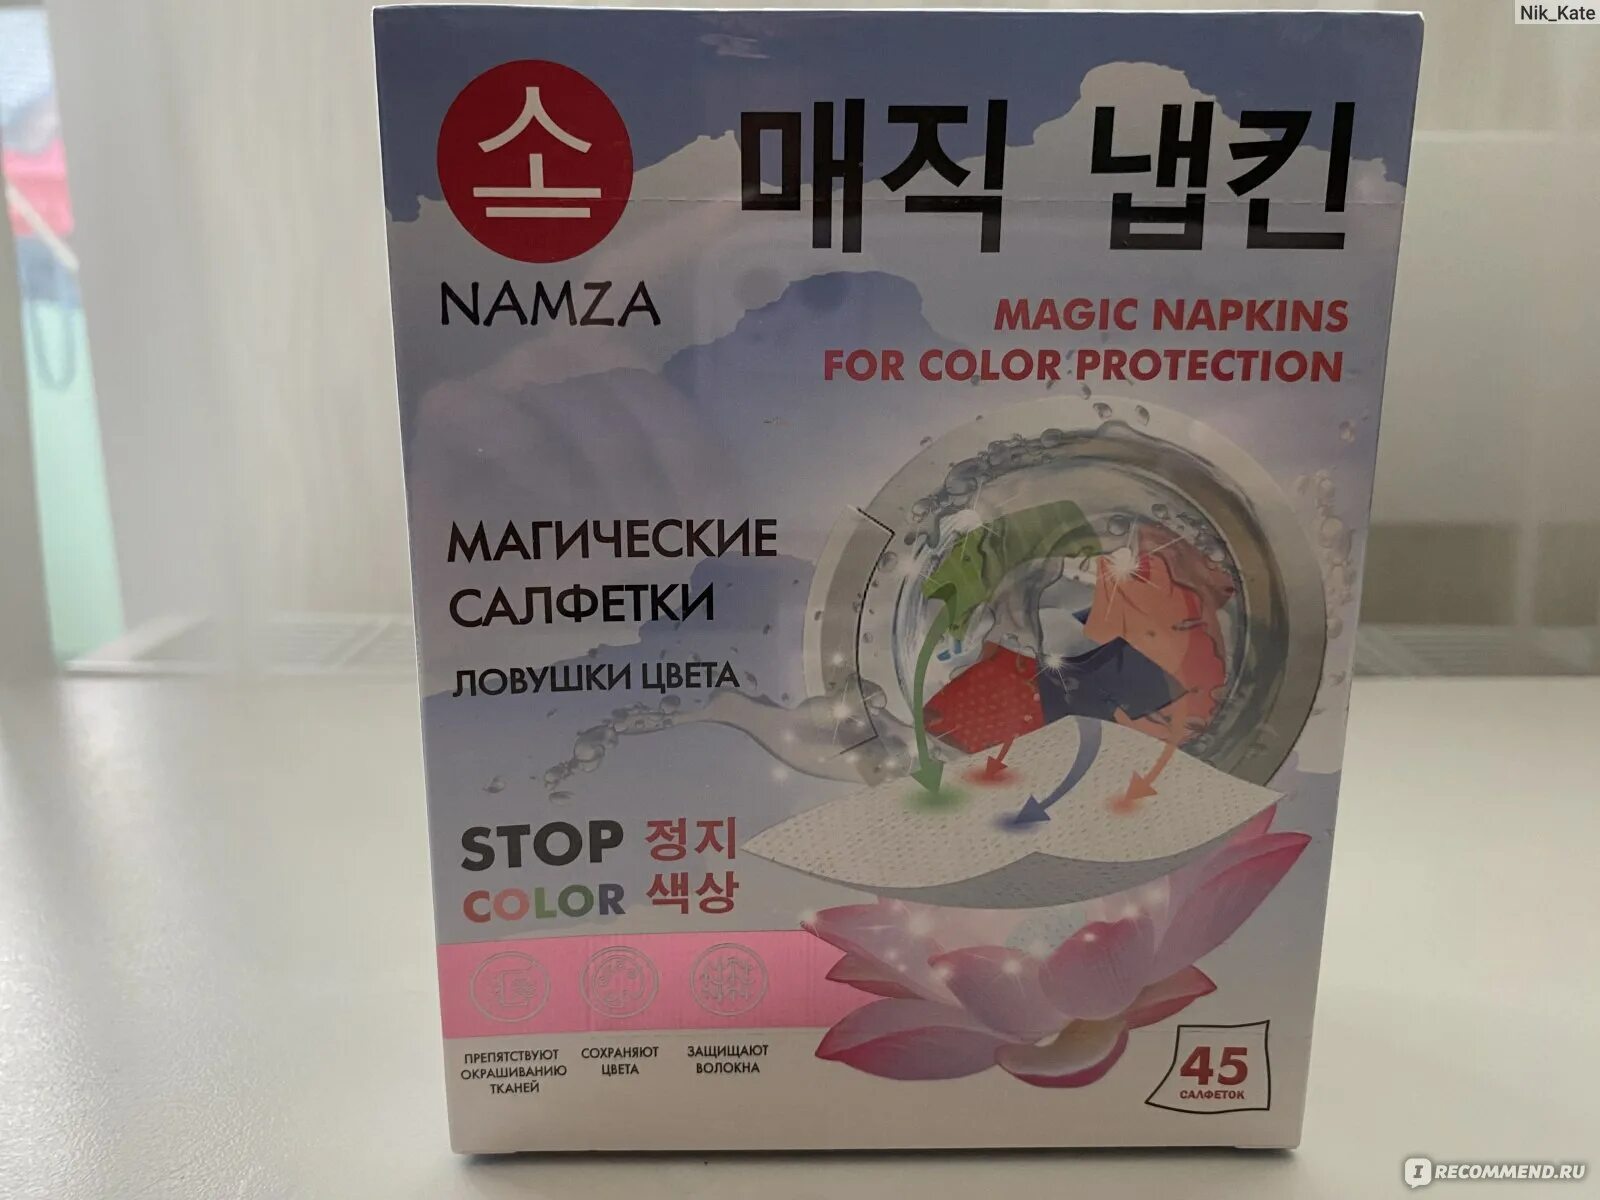 Nik_Kate
소
매직 냅킨
NAMZA
MAGIC NAPKINS
FOR COLOR PROTECTION
МАГИЧЕСКИЕ
САЛФЕТКИ
ЛОВУШКИ ЦВЕТА
STOP 정지
COLOR 색상
ПРЕПЯТСТВУЮТ
ОКРАШИВАНИЮ
ТКАНЕЙ
СОХРАНЯЮТ
ЦВЕТА
ЗАЩИЩАЮТ
ВОЛОКНА
45
САЛФЕТОК
IRECOMMEND.RU